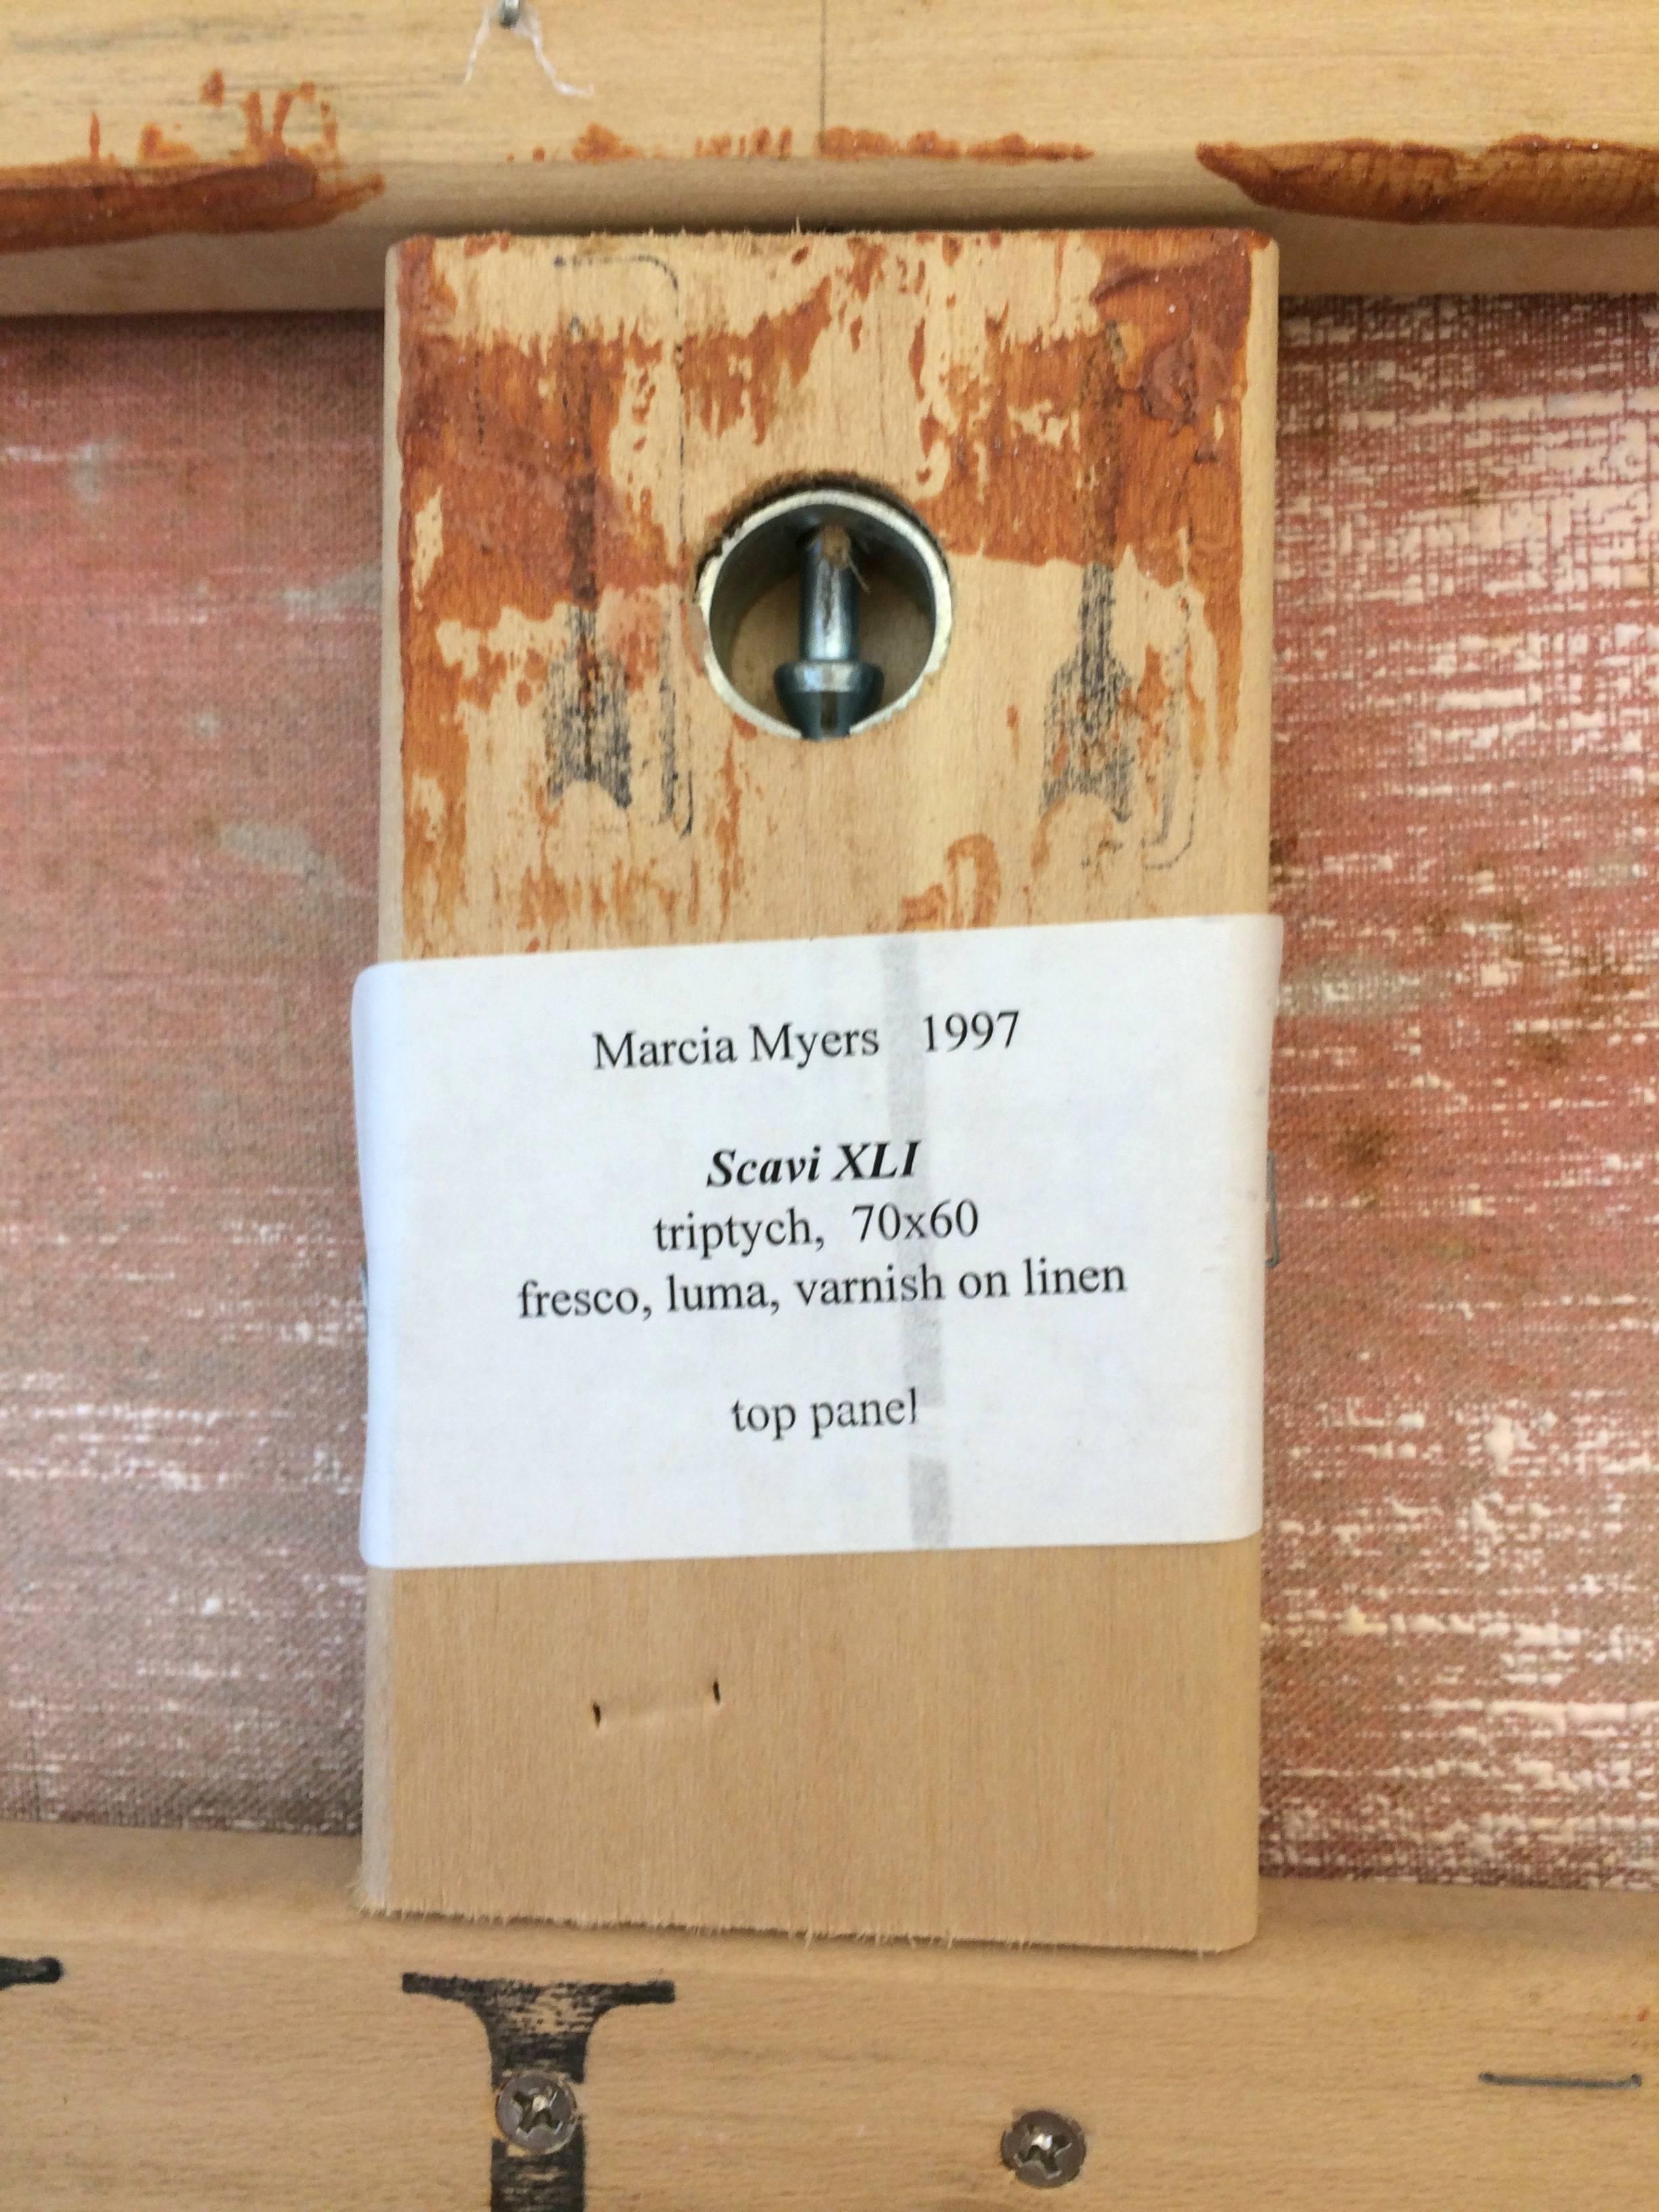 Marcia Myers 1997
Scavi XLI
triptych, 70x60
fresco, luma, varnish on linen
top panel